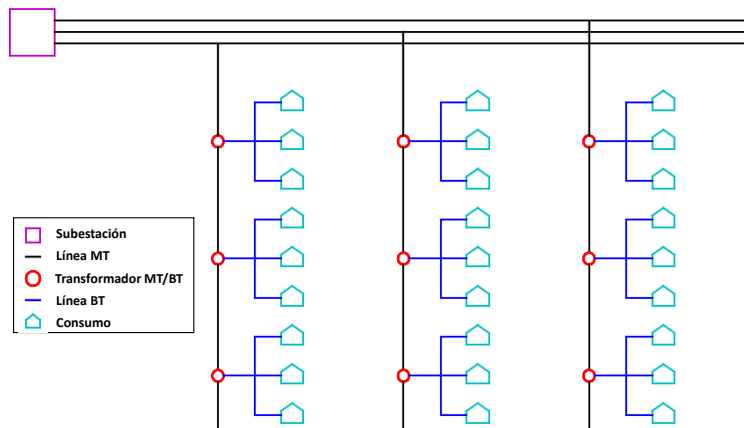 Subestación
Línea MT
Transformador MT/BT
Línea BT
Consumo